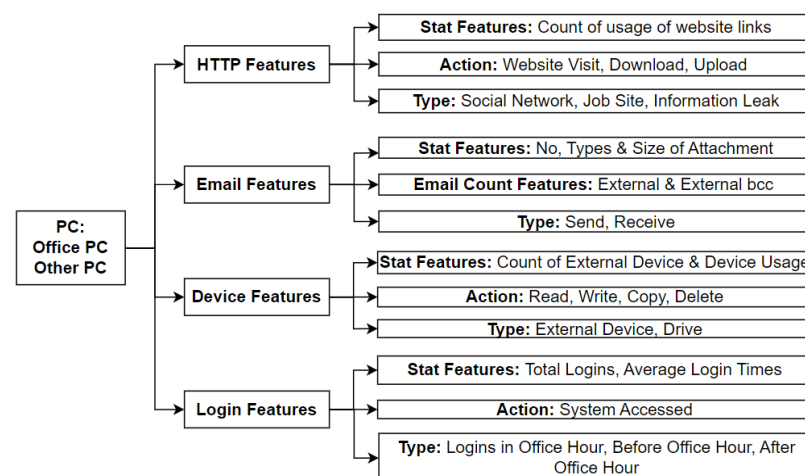 PC:
Office PC
Other PC
HTTP Features
Stat Features: Count of usage of website links
Action: Website Visit, Download, Upload
Type: Social Network, Job Site, Information Leak
Email Features
Stat Features: No, Types & Size of Attachment
Email Count Features: External & External bcc
Type: Send, Receive
Device Features
Stat Features: Count of External Device & Device Usage
Action: Read, Write, Copy, Delete
Type: External Device, Drive
Login Features
Stat Features: Total Logins, Average Login Times
Action: System Accessed
Type: Logins in Office Hour, Before Office Hour, After
Office Hour